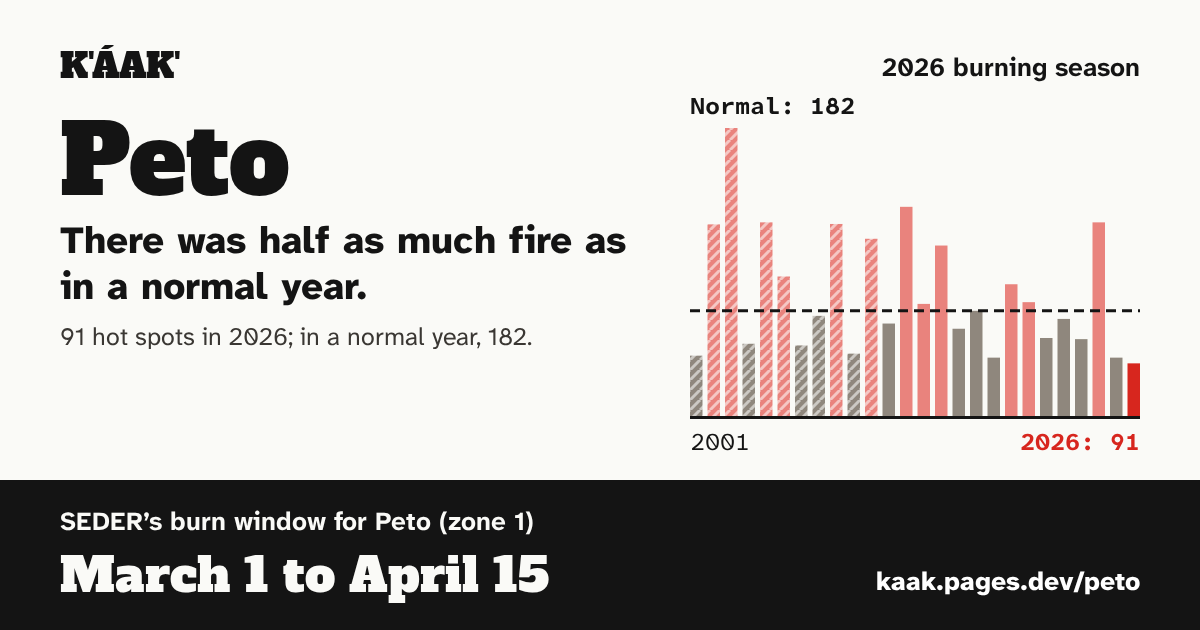 K'ÁAK'
Peto
There was half as much fire as
in a normal year.
91 hot spots in 2026; in a normal year, 182.
2026 burning season
Normal: 182
2001
2026: 91
SEDER’s burn window for Peto (zone 1)
March 1 to April 15
kaak.pages.dev/peto